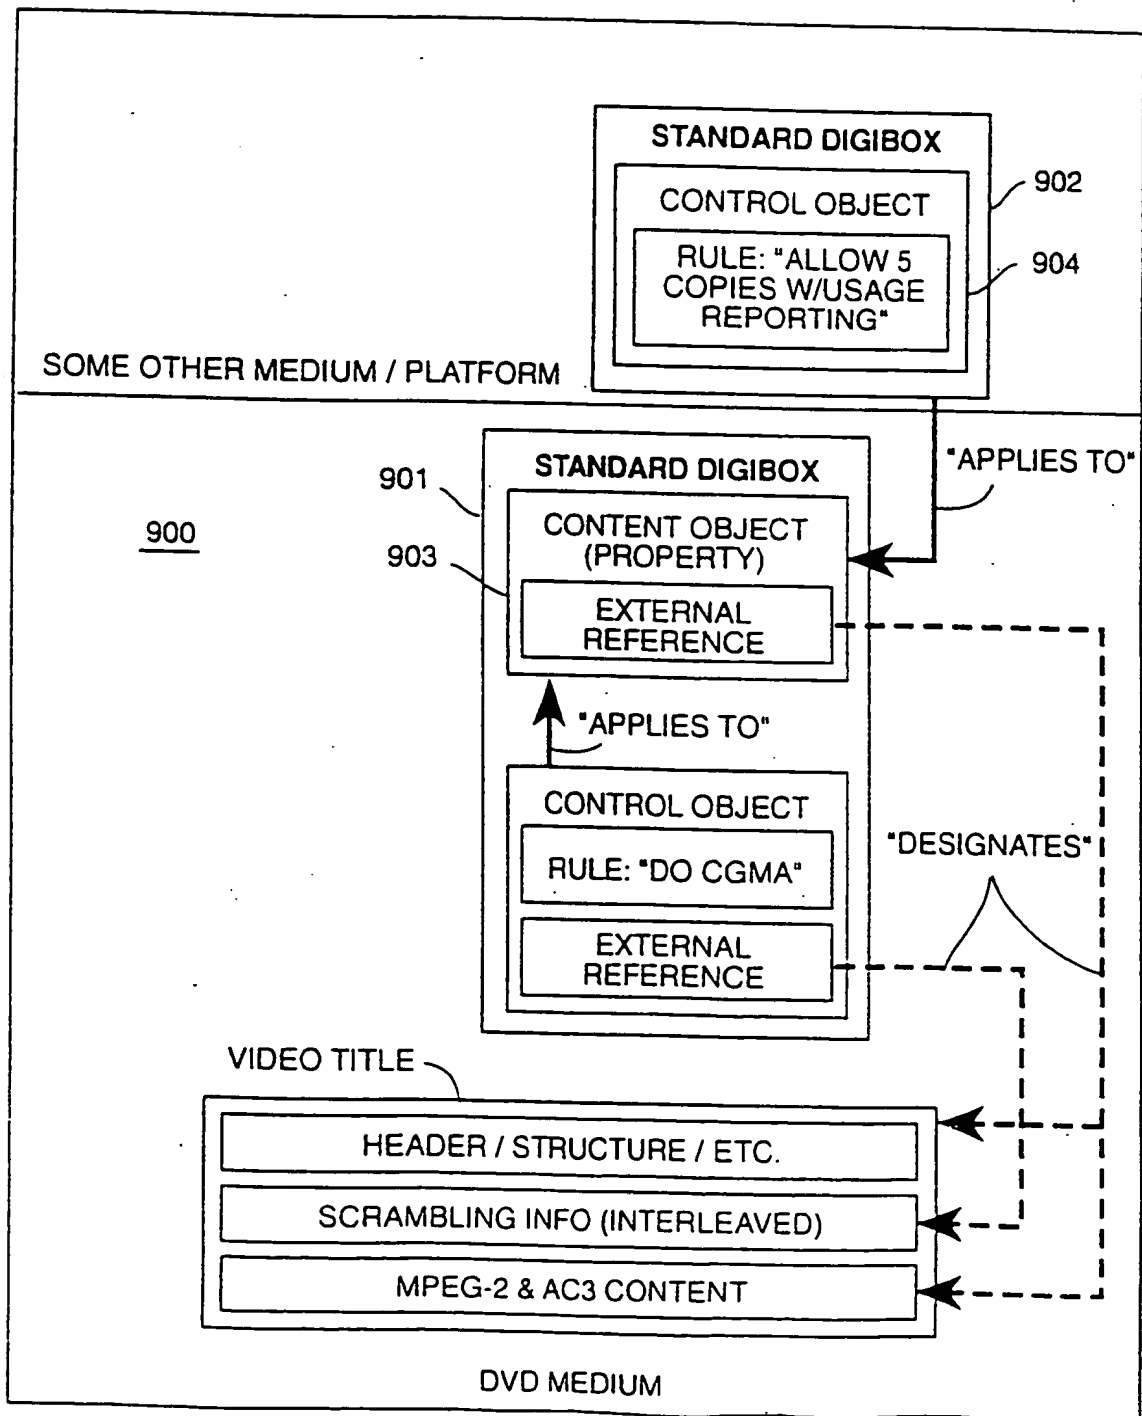 STANDARD DIGIBOX
902
CONTROL OBJECT
RULE: "ALLOW 5
COPIES W/USAGE
REPORTING"
904
SOME OTHER MEDIUM / PLATFORM
"APPLIES TO"
900
901
STANDARD DIGIBOX
CONTENT OBJECT
(PROPERTY)
903
EXTERNAL
REFERENCE
"APPLIES TO"
CONTROL OBJECT
RULE: "DO CGMA"
EXTERNAL
REFERENCE
"DESIGNATES"
VIDEO TITLE
HEADER / STRUCTURE / ETC.
SCRAMBLING INFO (INTERLEAVED)
MPEG-2 & AC3 CONTENT
DVD MEDIUM